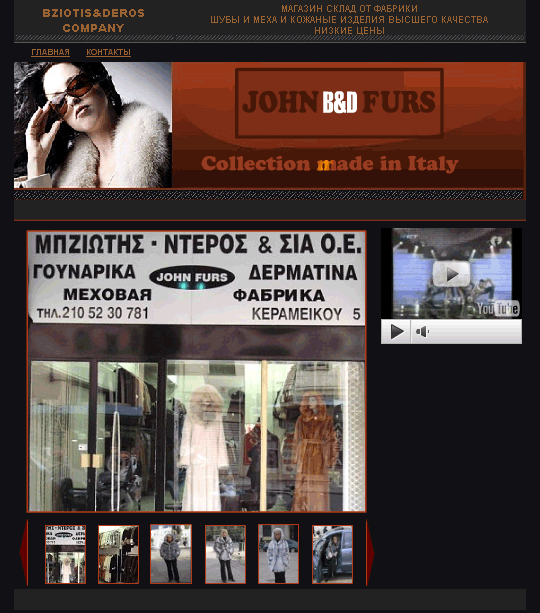 BZIOTIS&DEROS
COMPANY
МАГАЗИН СКЛАД ОТ ФАБРИКИ
ШУБЫ И МЕХА И КОЖАНЫЕ ИЗДЕЛИЯ ВЫСШЕГО КАЧЕСТВА
НИЗКИЕ ЦЕНЫ
ГЛАВНАЯ КОНТАКТЫ
JOHN B&D FURS
Collection made in Italy
ΜΠΖΙΩΤΗΣ · ΝΤΕΡΟΣ & ΣΙΑ Ο.Ε.
ΓΟΥΝΑΡΙΚΑ JOHN FURS ΔΕΡΜΑΤΙΝΑ
МЕХОВАЯ ФАБРИКА
ΤΗΛ.210 52 30 781 ΚΕΡΑΜΕΙΚΟΥ 5
YouTube